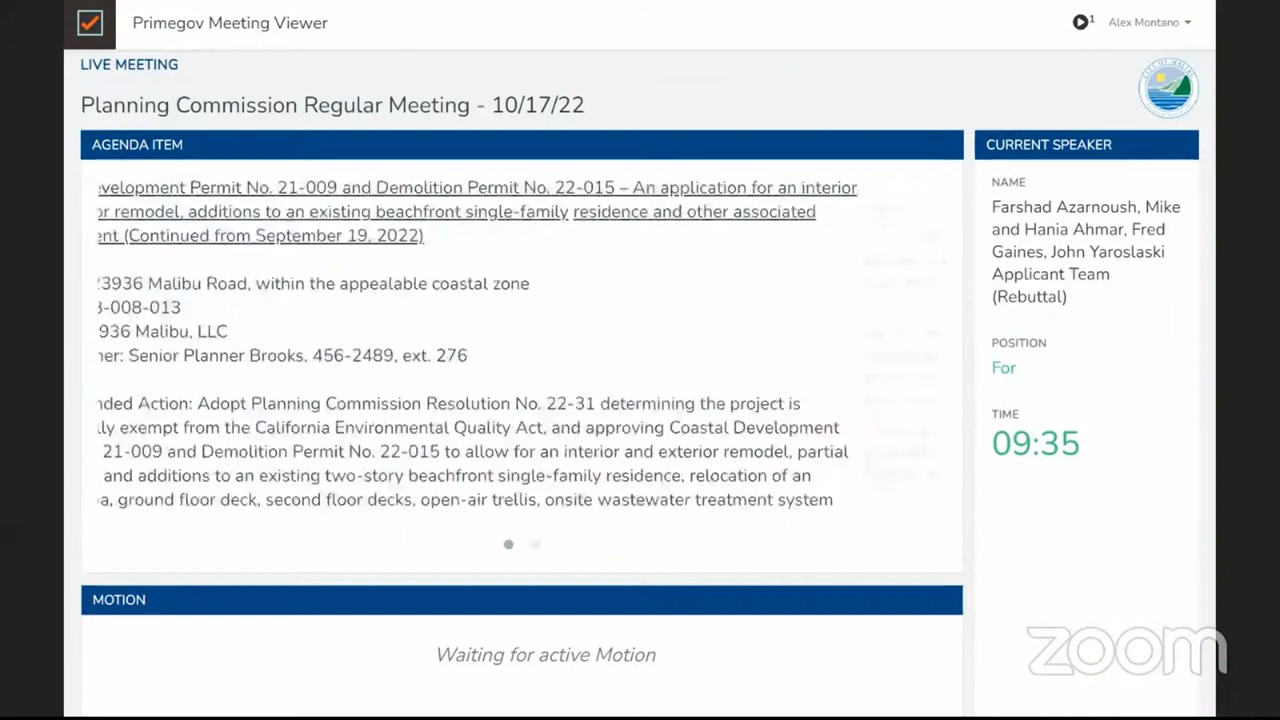 Primegov Meeting Viewer
1
Alex Montano
LIVE MEETING
Planning Commission Regular Meeting - 10/17/22
AGENDA ITEM
evelopment Permit No. 21-009 and Demolition Permit No. 22-015 – An application for an interior
or remodel, additions to an existing beachfront single-family residence and other associated
ent (Continued from September 19, 2022)
3936 Malibu Road, within the appealable coastal zone
3-008-013
936 Malibu, LLC
ner: Senior Planner Brooks, 456-2489, ext. 276
nded Action: Adopt Planning Commission Resolution No. 22-31 determining the project is
lly exempt from the California Environmental Quality Act, and approving Coastal Development
21-009 and Demolition Permit No. 22-015 to allow for an interior and exterior remodel, partial
and additions to an existing two-story beachfront single-family residence, relocation of an
a, ground floor deck, second floor decks, open-air trellis, onsite wastewater treatment system
MOTION
Waiting for active Motion
CURRENT SPEAKER
NAME
Farshad Azarnoush, Mike
and Hania Ahmar, Fred
Gaines, John Yaroslaski
Applicant Team
(Rebuttal)
POSITION
For
TIME
09:35
zoom